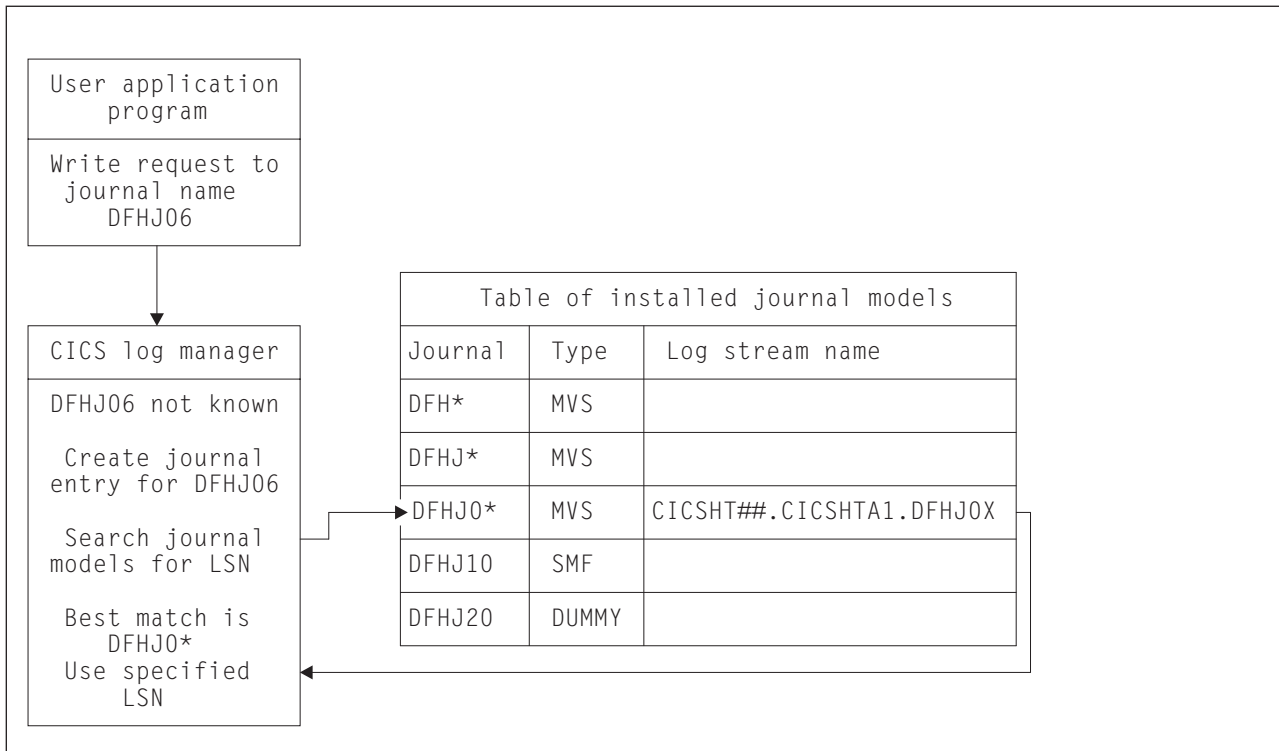 User application
program
Write request to
journal name
DFHJ06
CICS log manager
DFHJ06 not known
Create journal
entry for DFHJ06
Search journal
models for LSN
Best match is
DFHJ0*
Use specified
LSN
Table of installed journal models
Journal Type Log stream name
DFH* MVS
DFHJ* MVS
DFHJ0* MVS CICSHT##.CICSHTA1.DFHJ0X
DFHJ10 SMF
DFHJ20 DUMMY